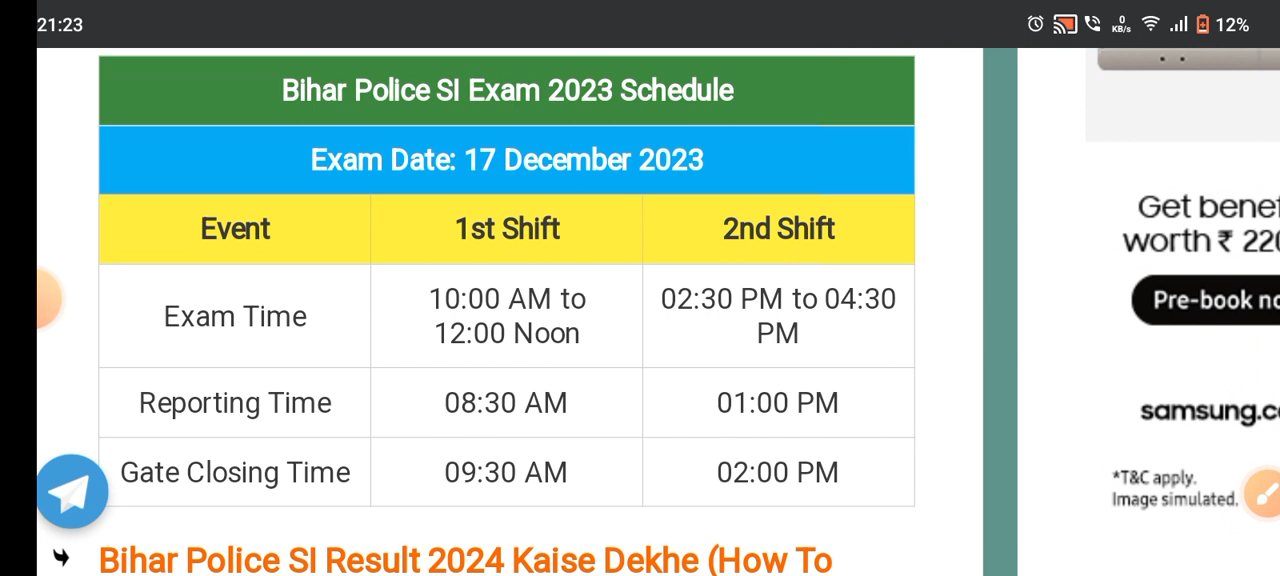 21:23
0
KB/s
12%
Bihar Police SI Exam 2023 Schedule
Exam Date: 17 December 2023
Event 1st Shift 2nd Shift
Exam Time
10:00 AM to
12:00 Noon
02:30 PM to 04:30
PM
Reporting Time 08:30 AM 01:00 PM
Gate Closing Time 09:30 AM 02:00 PM
Bihar Police SI Result 2024 Kaise Dekhe (How To
Get
worth ₹
Pre-book
*T&C apply.
Image simulated.